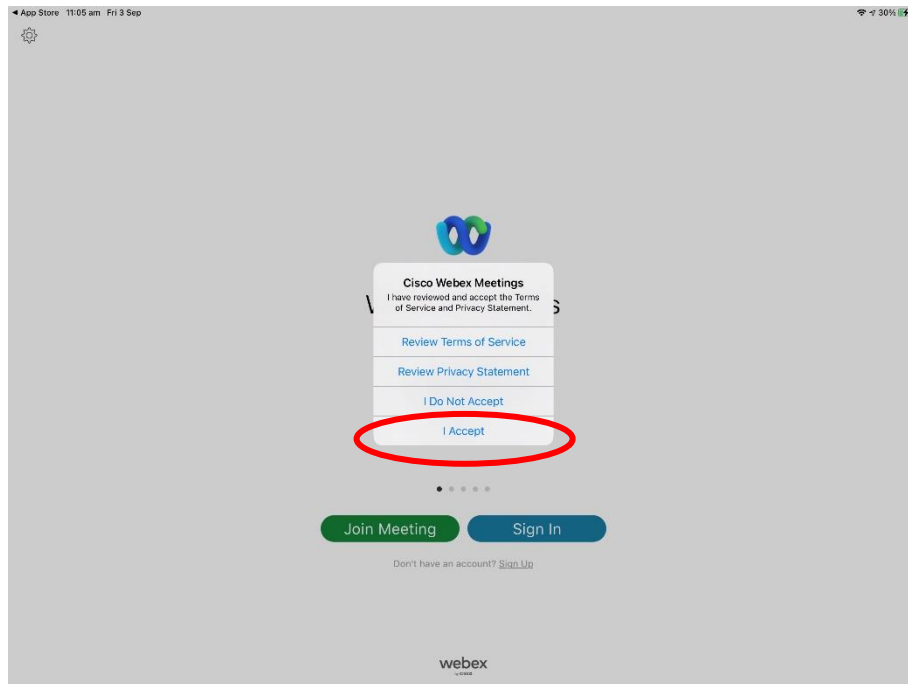 App Store 11:05 am Fri 3 Sep 30%
Cisco Webex Meetings
I have reviewed and accept the Terms
of Service and Privacy Statement.
Review Terms of Service
Review Privacy Statement
I Do Not Accept
I Accept
Join Meeting Sign In
Don't have an account? Sign Up
webex